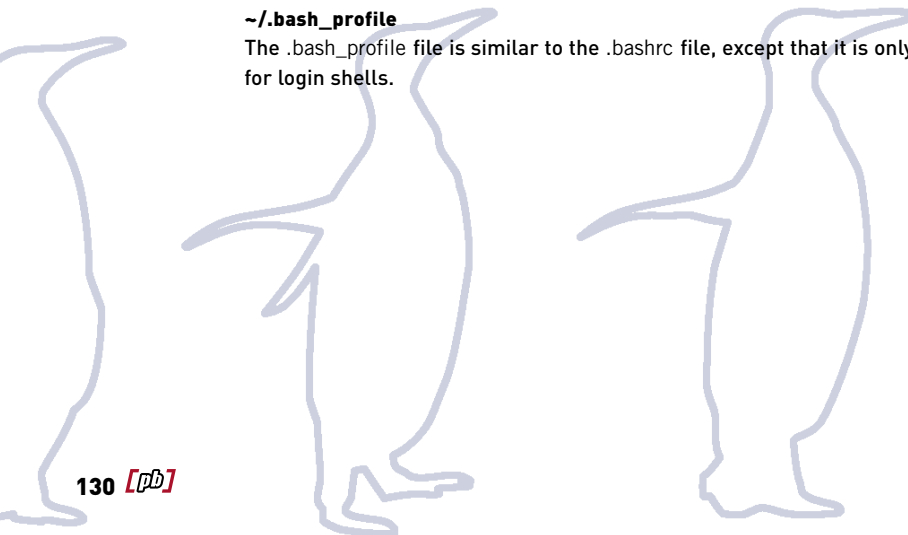 ~/.bash_profile
The .bash_profile file is similar to the .bashrc file, except that it is only
for login shells.
130 [pb]